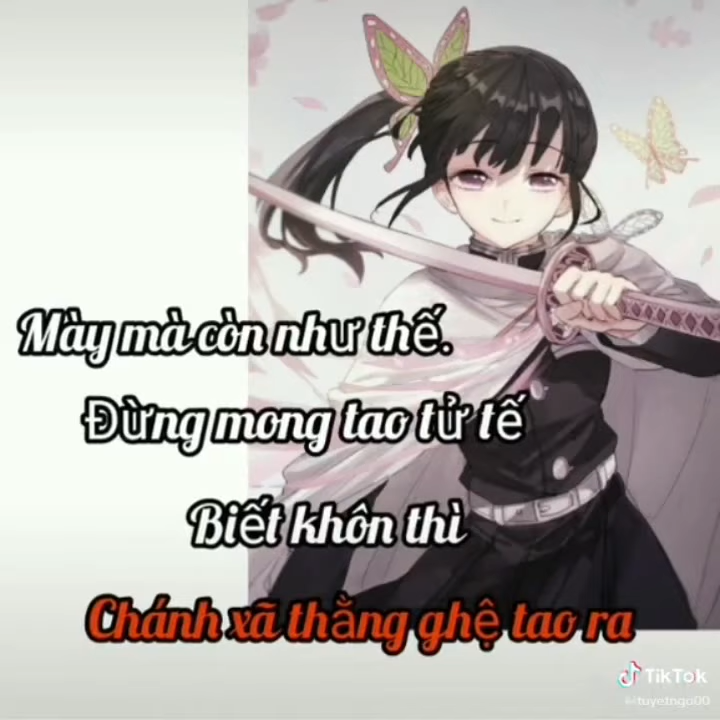 Mày mà còn như thế.
Đừng mong tao tử tế
Biết khôn thì
Chánh xã thằng ghệ tao ra
TikTok
@tuyetngo00